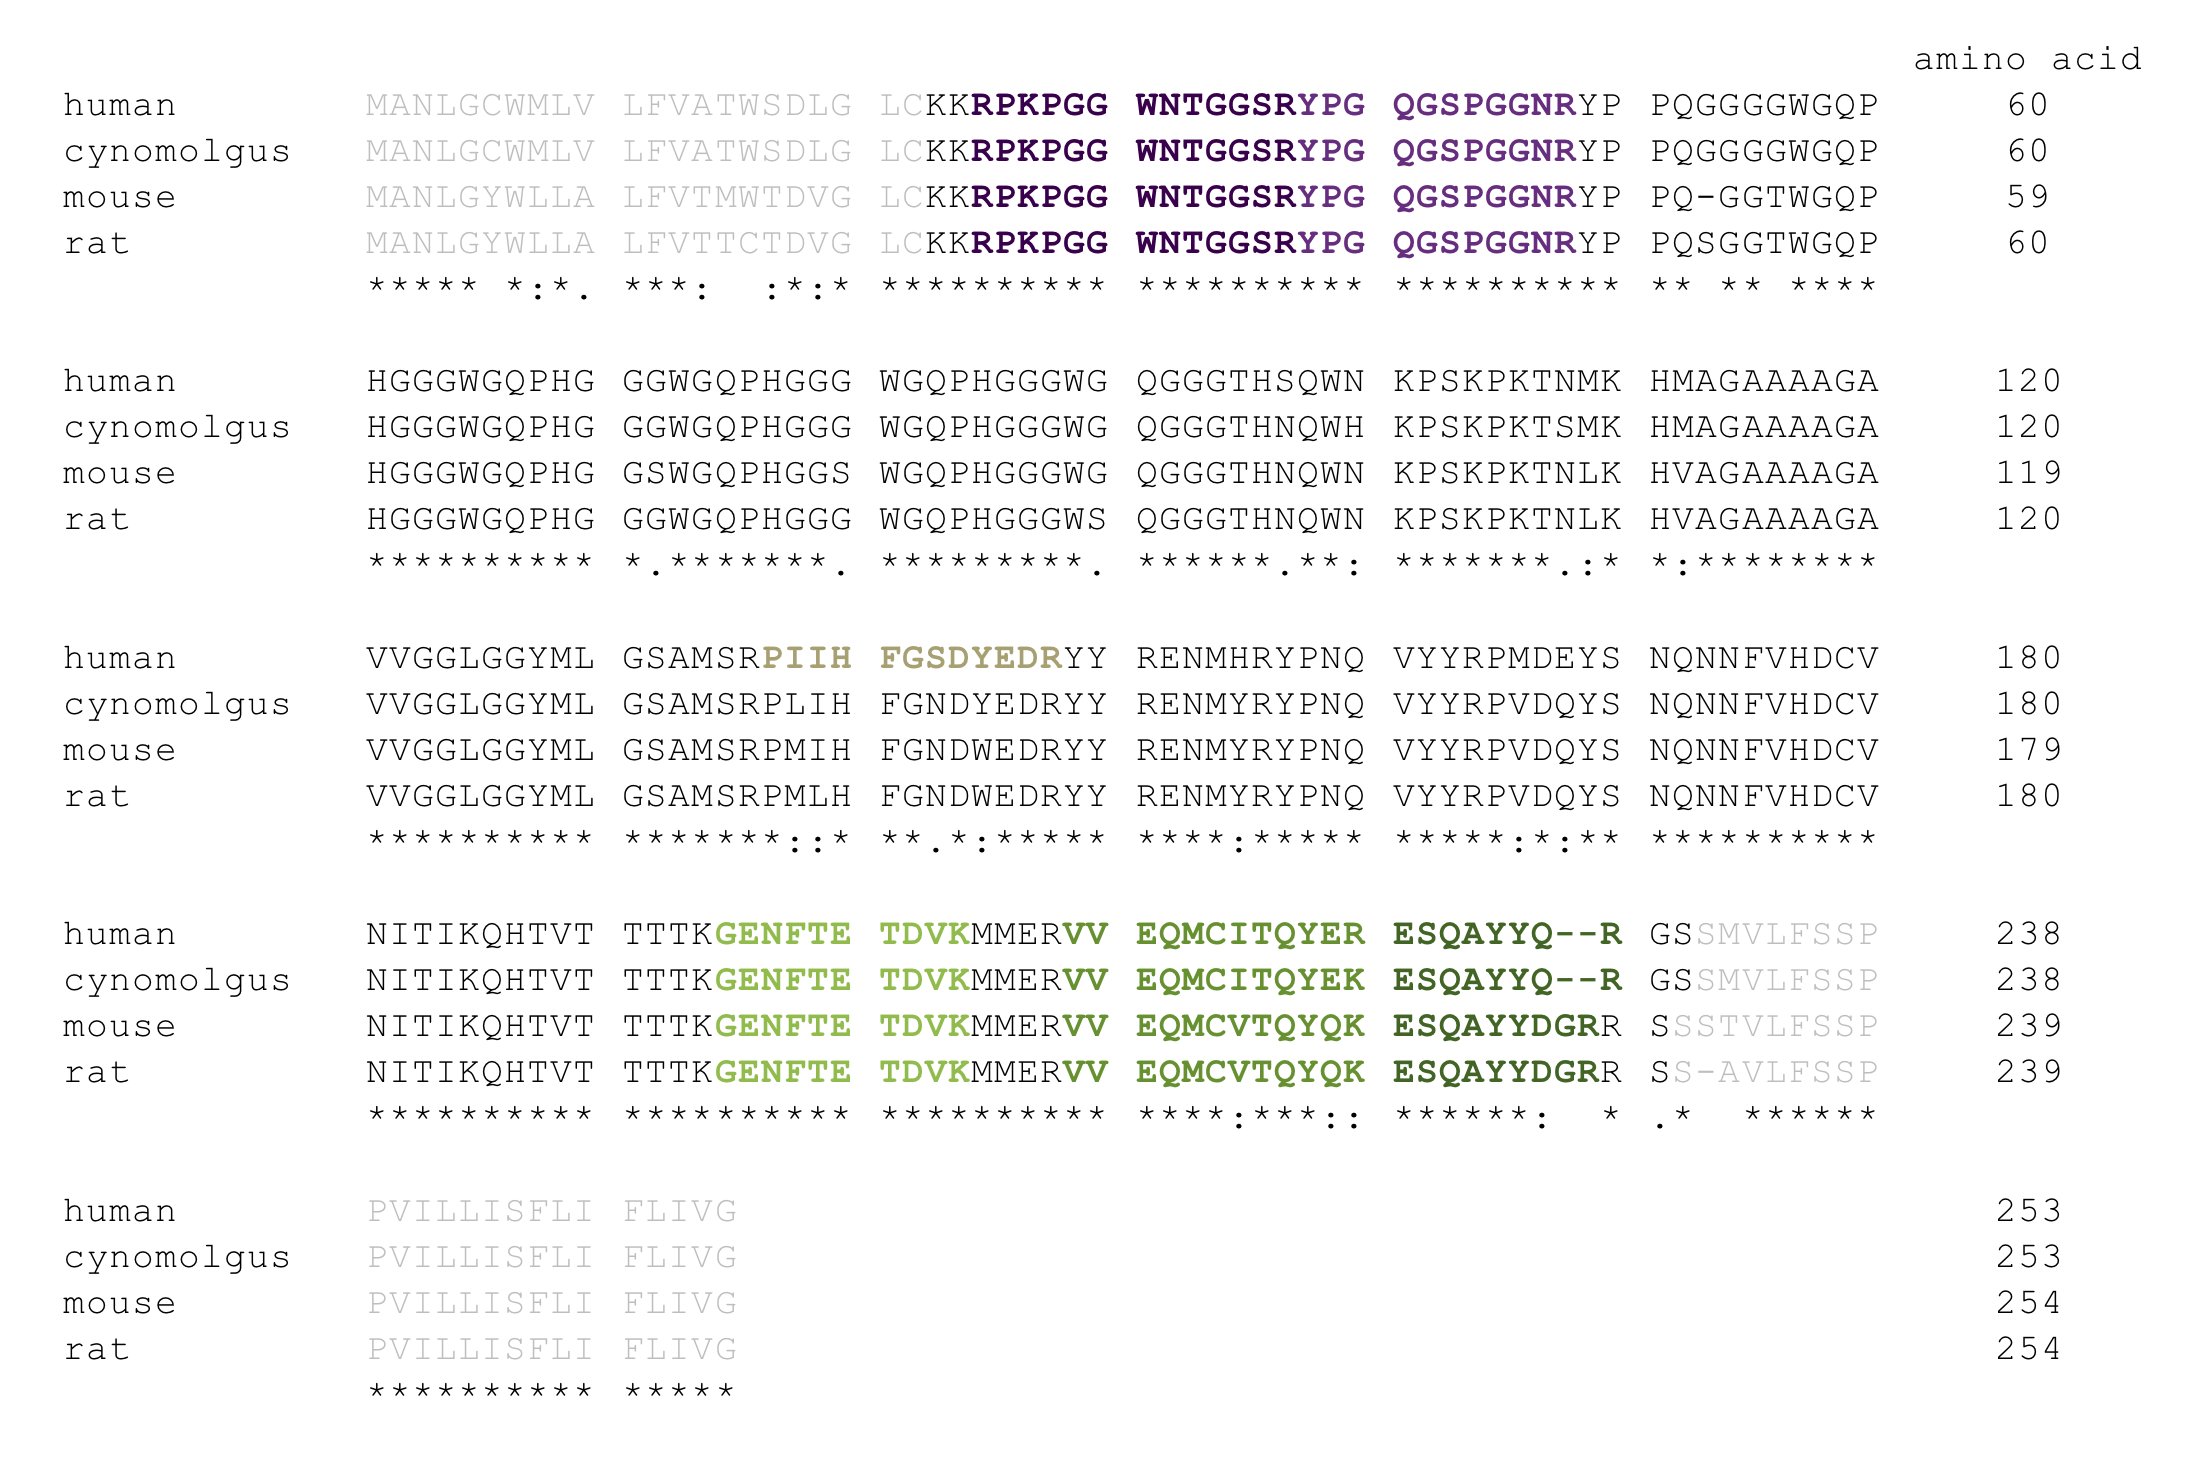 amino acid
human MANLGCWMLV LFVATWSDLG LCKKRPKPGG WNTGGSRYPG QGSPGGNRYP PQGGGGWGQP 60
cynomolgus MANLGCWMLV LFVATWSDLG LCKKRPKPGG WNTGGSRYPG QGSPGGNRYP PQGGGGWGQP 60
mouse MANLGYWLLA LFVTMWTDVG LCKKRPKPGG WNTGGSRYPG QGSPGGNRYP PQ-GGTWGQP 59
rat MANLGYWLLA LFVTTCTDVG LCKKRPKPGG WNTGGSRYPG QGSPGGNRYP PQSGGTWGQP 60
***** *:*. ***:  :*:* ********** ********** ********** ** ** ****
human HGGGWGQPHG GGWGQPHGGG WGQPHGGGWG QGGGTHSQWN KPSKPKTNMK HMAGAAAAGA 120
cynomolgus HGGGWGQPHG GGWGQPHGGG WGQPHGGGWG QGGGTHNQWH KPSKPKTSMK HMAGAAAAGA 120
mouse HGGGWGQPHG GSWGQPHGGS WGQPHGGGWG QGGGTHNQWN KPSKPKTNLK HVAGAAAAGA 119
rat HGGGWGQPHG GGWGQPHGGG WGQPHGGGWS QGGGTHNQWN KPSKPKTNLK HVAGAAAAGA 120
********** *.*******. *********. ******.**: *******.:* *:********
human VVGGLGGYML GSAMSRPIIH FGSDYEDRYY RENMHRYPNQ VYYRPMDEYS NQNNFVHDCV 180
cynomolgus VVGGLGGYML GSAMSRPLIH FGNDYEDRYY RENMYRYPNQ VYYRPVDQYS NQNNFVHDCV 180
mouse VVGGLGGYML GSAMSRPMIH FGNDWEDRYY RENMYRYPNQ VYYRPVDQYS NQNNFVHDCV 179
rat VVGGLGGYML GSAMSRPMLH FGNDWEDRYY RENMYRYPNQ VYYRPVDQYS NQNNFVHDCV 180
********** *******::* **.*:***** ****:***** *****:*:** **********
human NITIKQHTVT TTTKGENFTE TDVKMMERVV EQMCITQYER ESQAYYQ--R GSSMVLFSSP 238
cynomolgus NITIKQHTVT TTTKGENFTE TDVKMMERVV EQMCITQYEK ESQAYYQ--R GSSMVLFSSP 238
mouse NITIKQHTVT TTTKGENFTE TDVKMMERVV EQMCVTQYQK ESQAYYDGRR SSSTVLFSSP 239
rat NITIKQHTVT TTTKGENFTE TDVKMMERVV EQMCVTQYQK ESQAYYDGRR SS-AVLFSSP 239
********** ********** ********** ****:***:: ******:  * .*  ******
human PVILLISFLI FLIVG 253
cynomolgus PVILLISFLI FLIVG 253
mouse PVILLISFLI FLIVG 254
rat PVILLISFLI FLIVG 254
********** *****